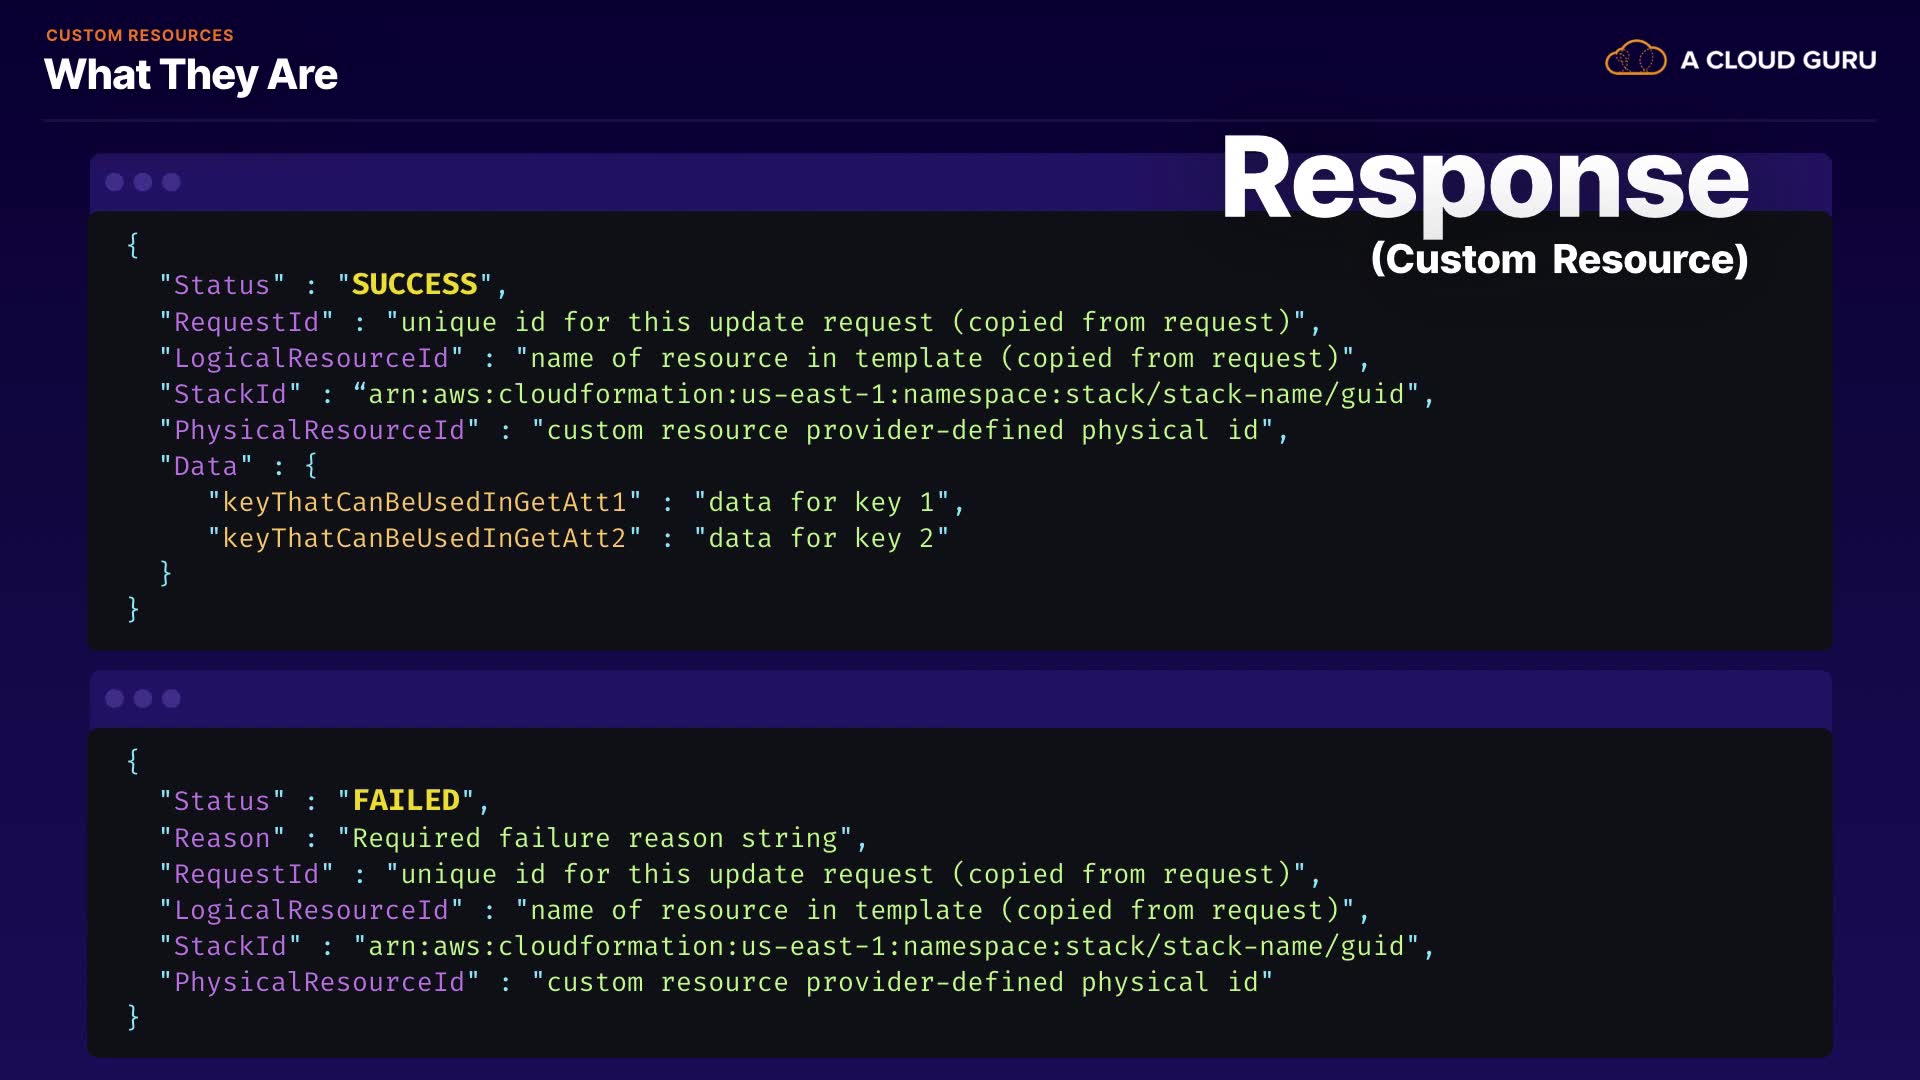 CUSTOM RESOURCES
What They Are
A CLOUD GURU
Response
(Custom Resource)
{
"Status" : "SUCCESS",
"RequestId" : "unique id for this update request (copied from request)",
"LogicalResourceId" : "name of resource in template (copied from request)",
"StackId" : “arn:aws:cloudformation:us-east-1:namespace:stack/stack-name/guid",
"PhysicalResourceId" : "custom resource provider-defined physical id",
"Data" : {
"keyThatCanBeUsedInGetAtt1" : "data for key 1",
"keyThatCanBeUsedInGetAtt2" : "data for key 2"
}
}
{
"Status" : "FAILED",
"Reason" : "Required failure reason string",
"RequestId" : "unique id for this update request (copied from request)",
"LogicalResourceId" : "name of resource in template (copied from request)",
"StackId" : "arn:aws:cloudformation:us-east-1:namespace:stack/stack-name/guid",
"PhysicalResourceId" : "custom resource provider-defined physical id"
}